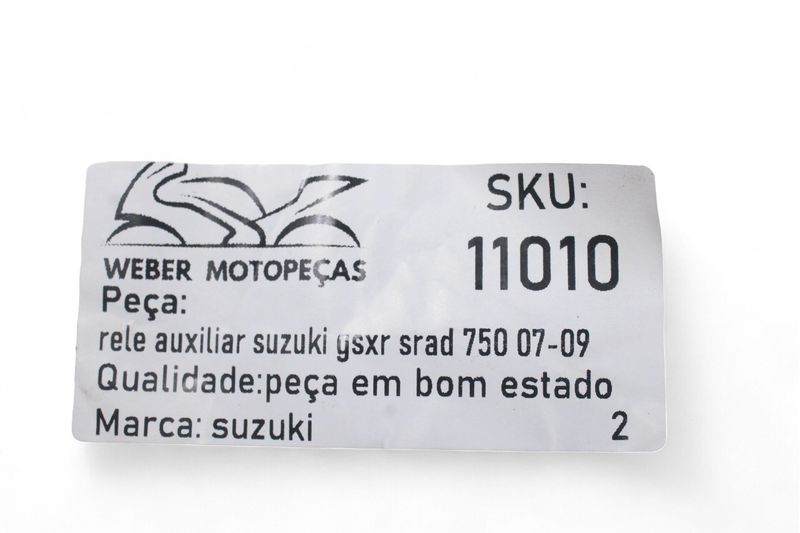 SKU:
11010
WEBER MOTOPEÇAS
Peça:
rele auxiliar suzuki gsxr srad 750 07-09
Qualidade:peça em bom estado
Marca: suzuki 2